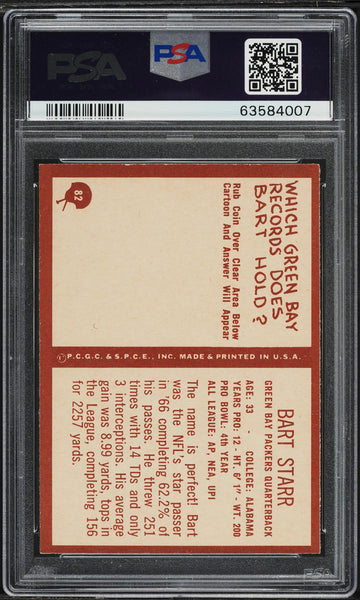 PSA
PSA
63584007
82
WHICH GREEN BAY
RECORDS DOES
BART HOLD?
Rub Coin Over Clear Area Below
Cartoon And Answer Will Appear
P.C.G.C. & S.P.C.E., INC. MADE & PRINTED IN U.S.A.
BART STARR
GREEN BAY PACKERS QUARTERBACK
AGE: 33 - COLLEGE: ALABAMA
YEARS PRO: 12 - HT. 6'1" - WT. 200
PRO BOWL: 4th YEAR
ALL LEAGUE: AP, NEA, UPI
The name is perfect! Bart
was the NFL's star passer
in '66 completing 62.2% of
his passes. He threw 251
times with 14 TDs and only
3 interceptions. His average
gain was 8.99 yards, tops in
the League, completing 156
for 2257 yards.
PSA
PSA